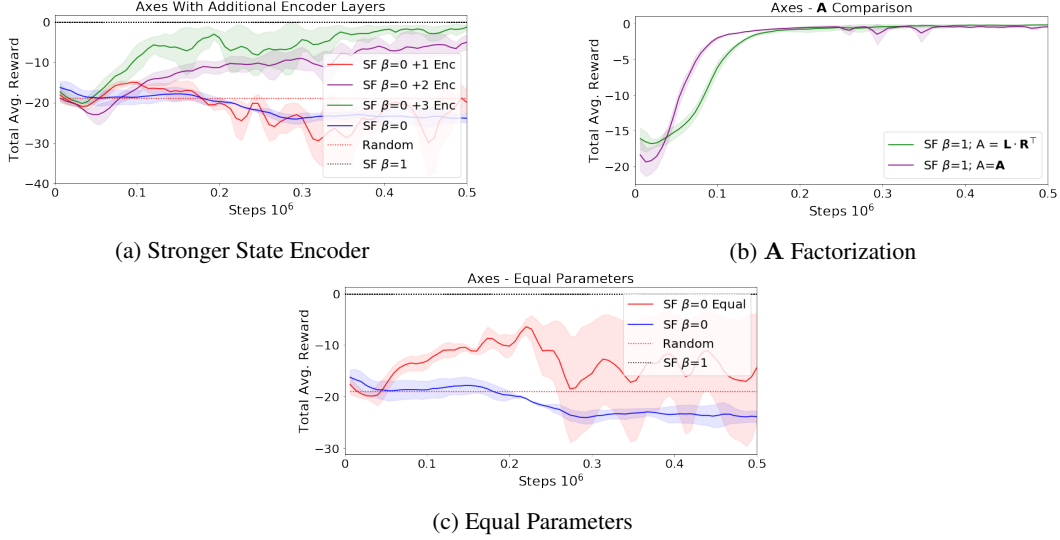 Axes With Additional Encoder Layers
0
−10
−20
−30
−40
Total Avg. Reward
SF β=0 +1 Enc
SF β=0 +2 Enc
SF β=0 +3 Enc
SF β=0
Random
SF β=1
0 0.1 0.2 0.3 0.4 0.5
Steps 10⁶
(a) Stronger State Encoder
Axes - A Comparison
0
−5
−10
−15
−20
Total Avg. Reward
SF β=1; A = L · R⊤
SF β=1; A=A
0 0.1 0.2 0.3 0.4 0.5
Steps 10⁶
(b) A Factorization
Axes - Equal Parameters
0
−10
−20
−30
Total Avg. Reward
SF β=0 Equal
SF β=0
Random
SF β=1
0 0.1 0.2 0.3 0.4 0.5
Steps 10⁶
(c) Equal Parameters